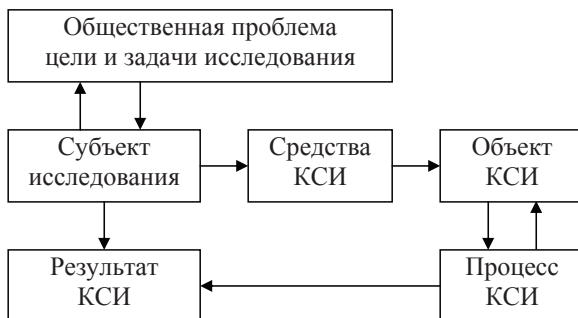 Общественная проблема
цели и задачи исследования
Субъект
исследования
Средства
КСИ
Объект
КСИ
Результат
КСИ
Процесс
КСИ